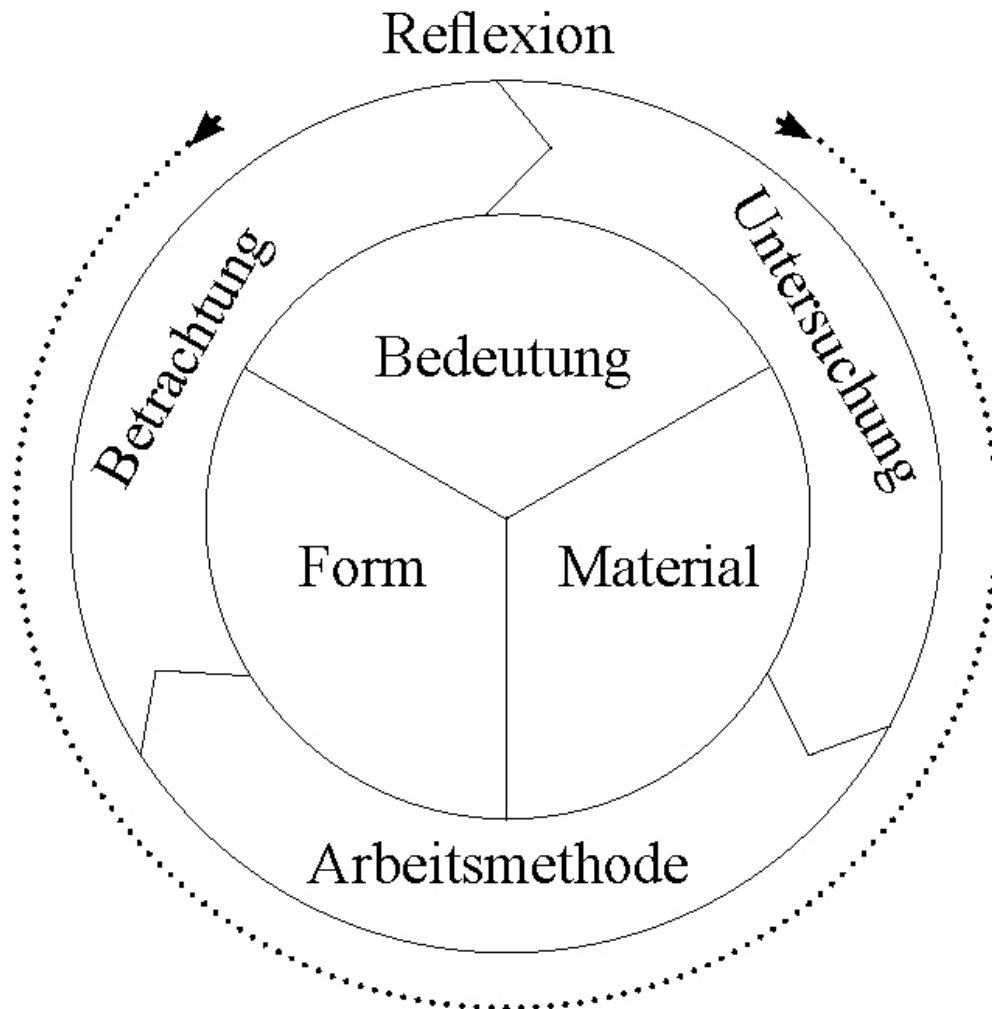 Reflexion
Betrachtung
Untersuchung
Bedeutung
Form
Material
Arbeitsmethode